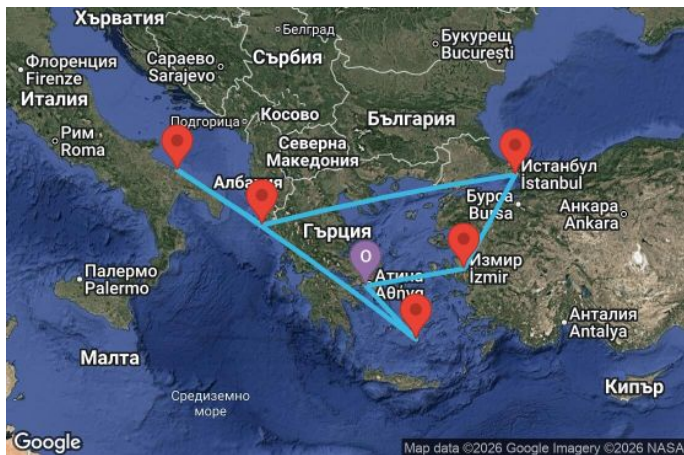 Хърватия
Белград
Букурещ
București
Флоренция
Firenze
Сараево
Sarajevo
Сърбия
Италия
Подгорица
Косово
България
Рим
Roma
Северна
Македония
Албания
Истанбул
İstanbul
Бурса
Bursa
Анкара
Ankara
Гърция
O
Измир
İzmir
Атина
Αθήνα
Палермо
Palermo
Анталия
Antalya
Малта
Средиземно
море
Кипър
Google
Map data ©2026 Google Imagery ©2026 NASA